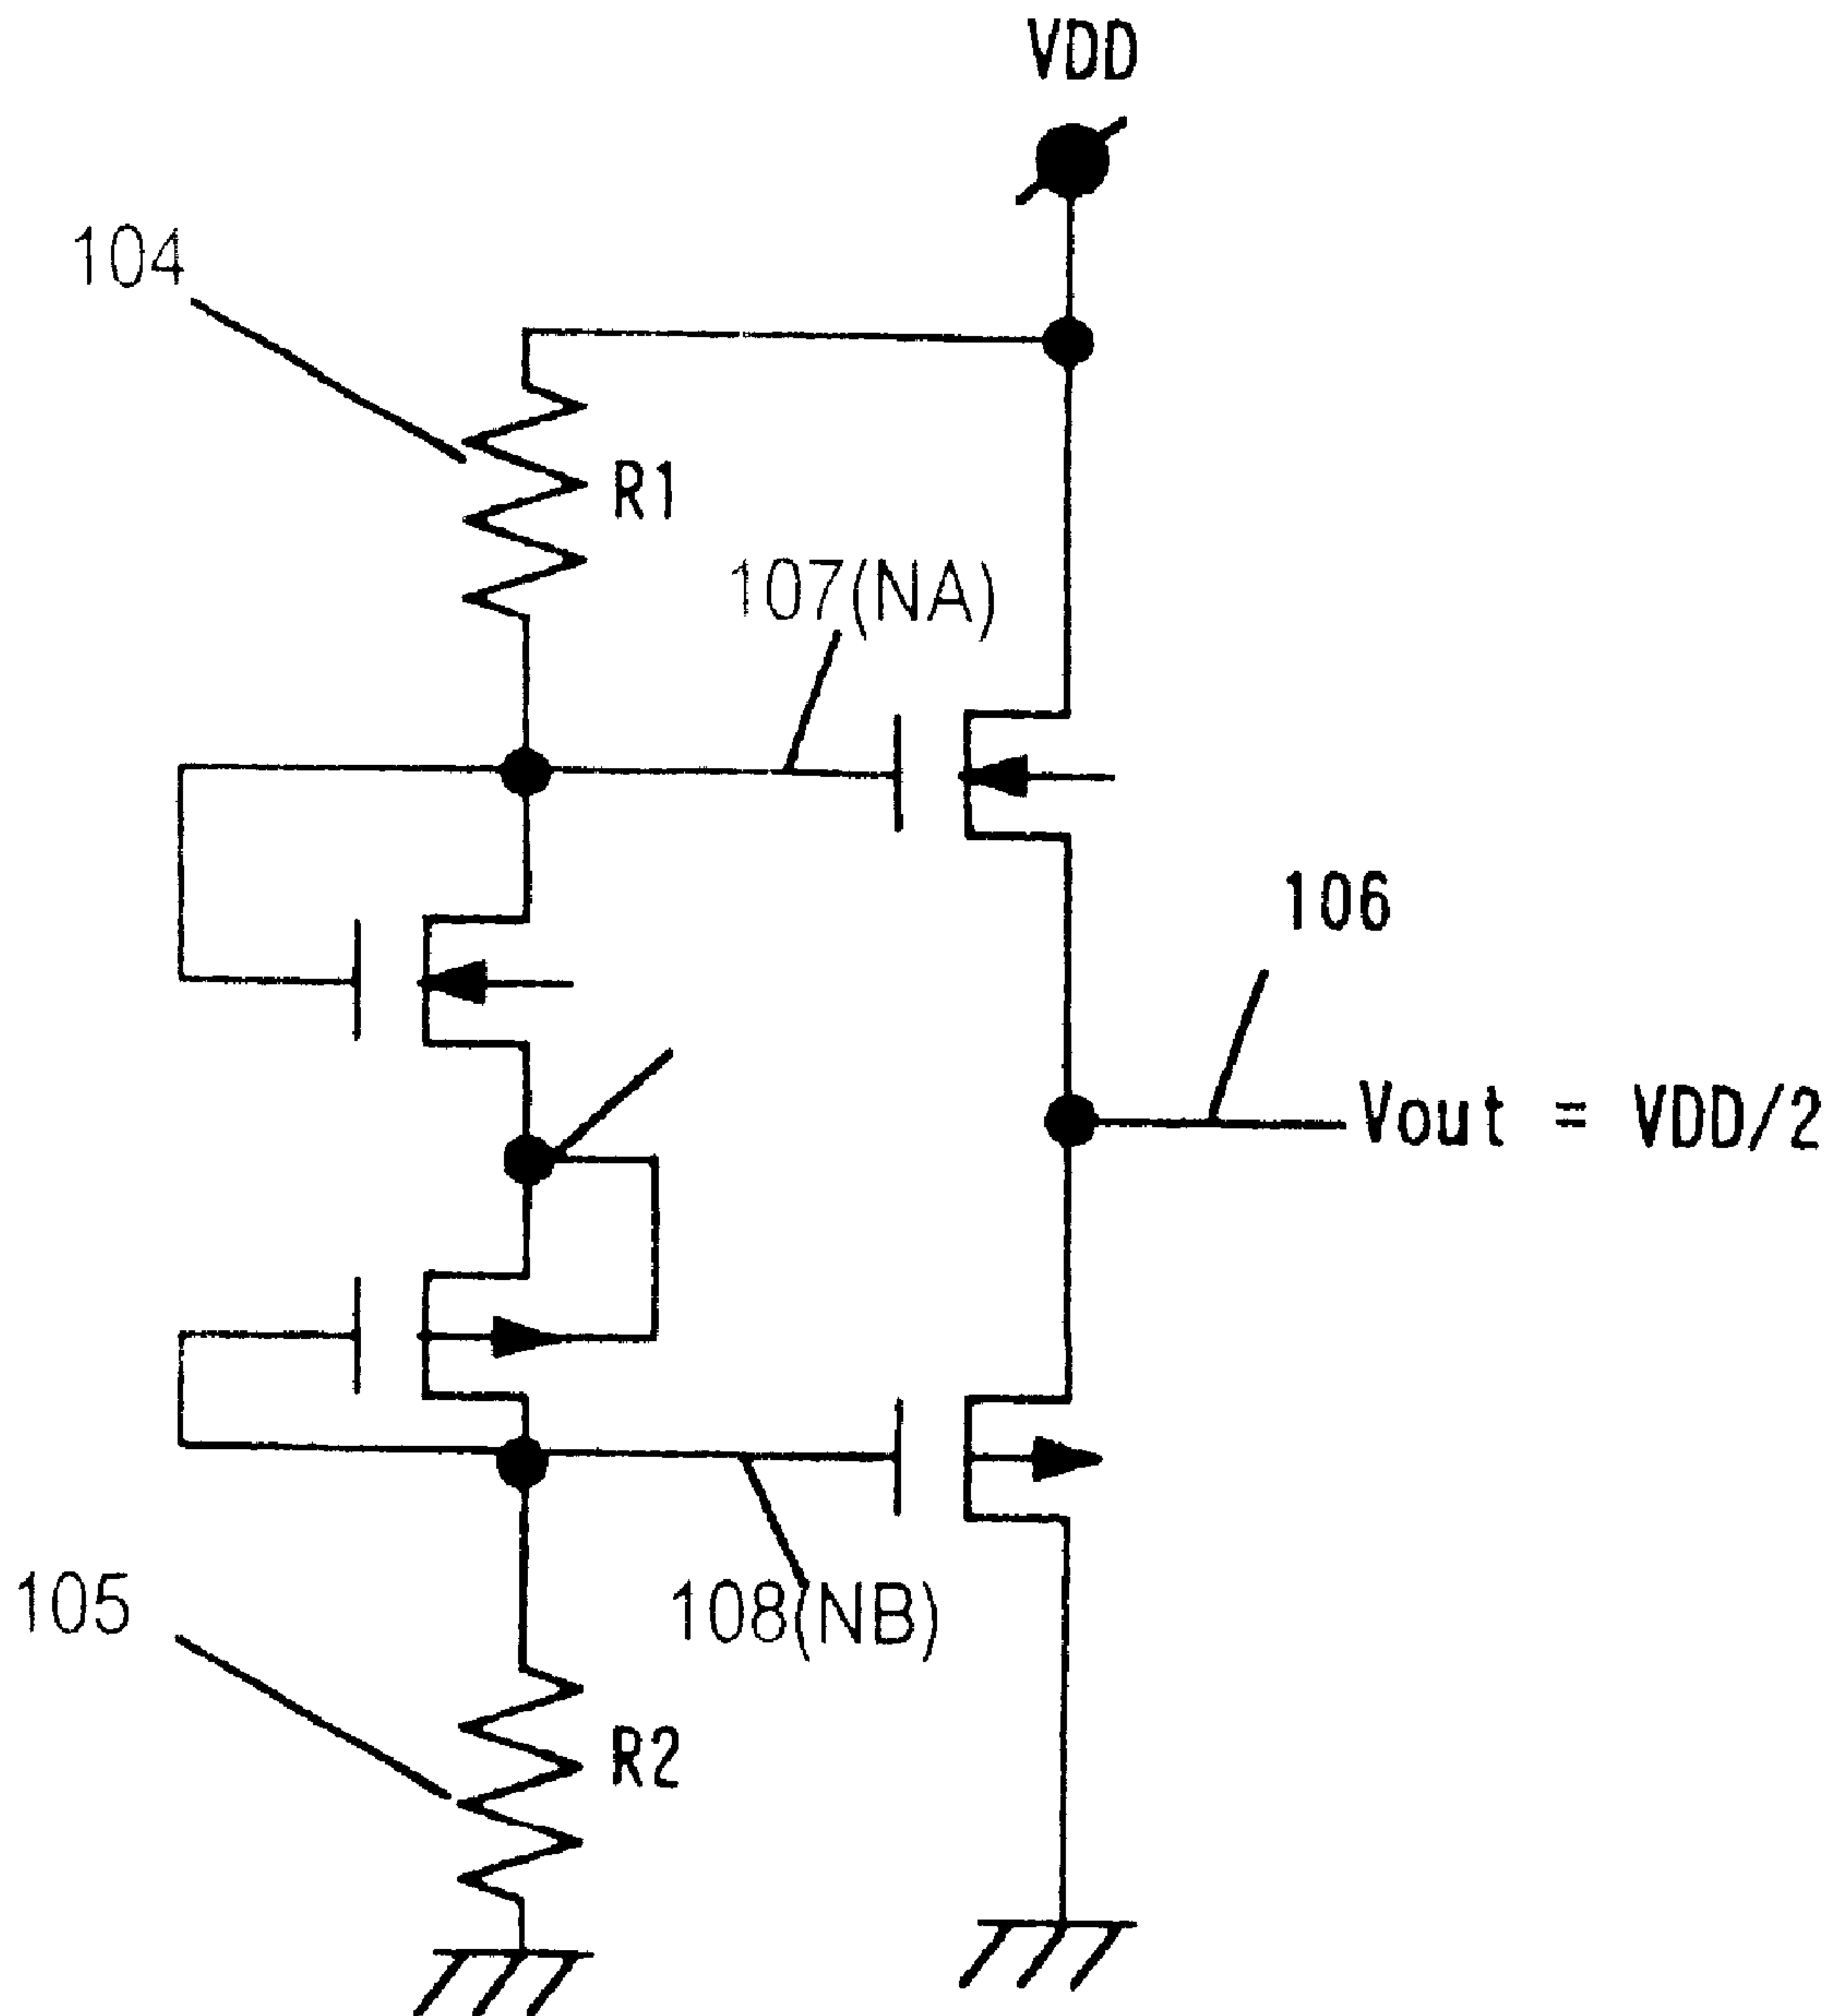 VDD
104
R1
107(NA)
106
Vout = VDD/2
105
108(NB)
R2